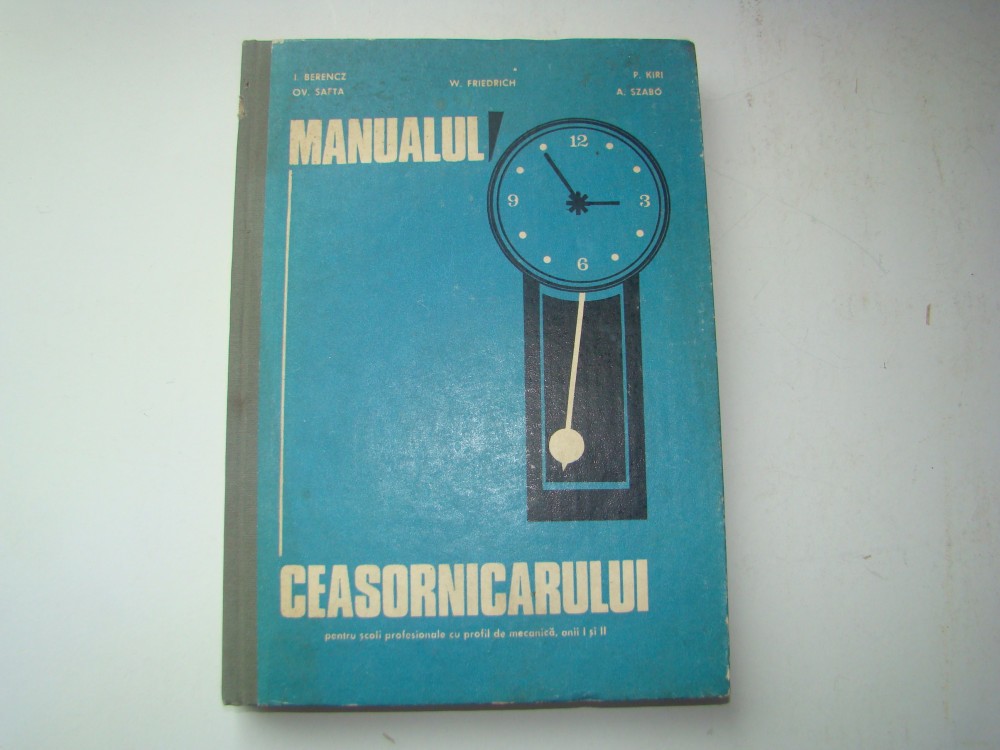 I. BERENCZ W. FRIEDRICH P. KIRI
OV. SAFTA A. SZABÓ
MANUALUL
12
9 3
6
CEASORNICARULUI
pentru școli profesionale cu profil de mecanică, anii I și II